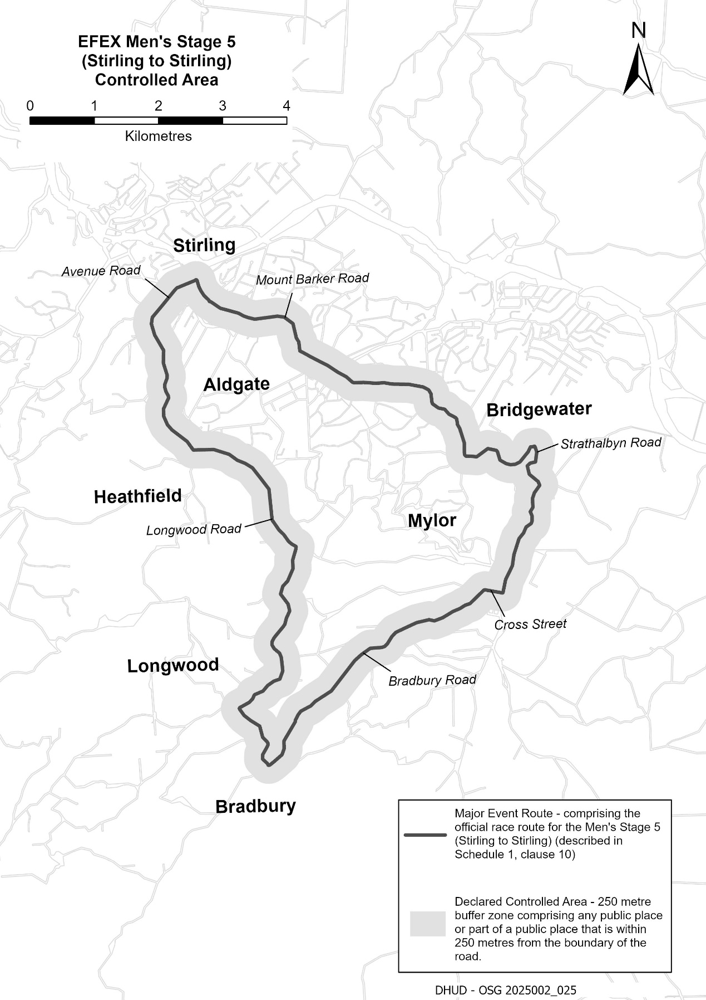 EFEX Men's Stage 5
(Stirling to Stirling)
Controlled Area
N
0 1 2 3 4
Kilometres
Stirling
Avenue Road
Mount Barker Road
Aldgate
Bridgewater
Strathalbyn Road
Heathfield
Mylor
Longwood Road
Cross Street
Longwood
Bradbury Road
Bradbury
Major Event Route - comprising the
official race route for the Men's Stage 5
(Stirling to Stirling) (described in
Schedule 1, clause 10)
Declared Controlled Area - 250 metre
buffer zone comprising any public place
or part of a public place that is within
250 metres from the boundary of the
road.
DHUD - OSG 2025002_025